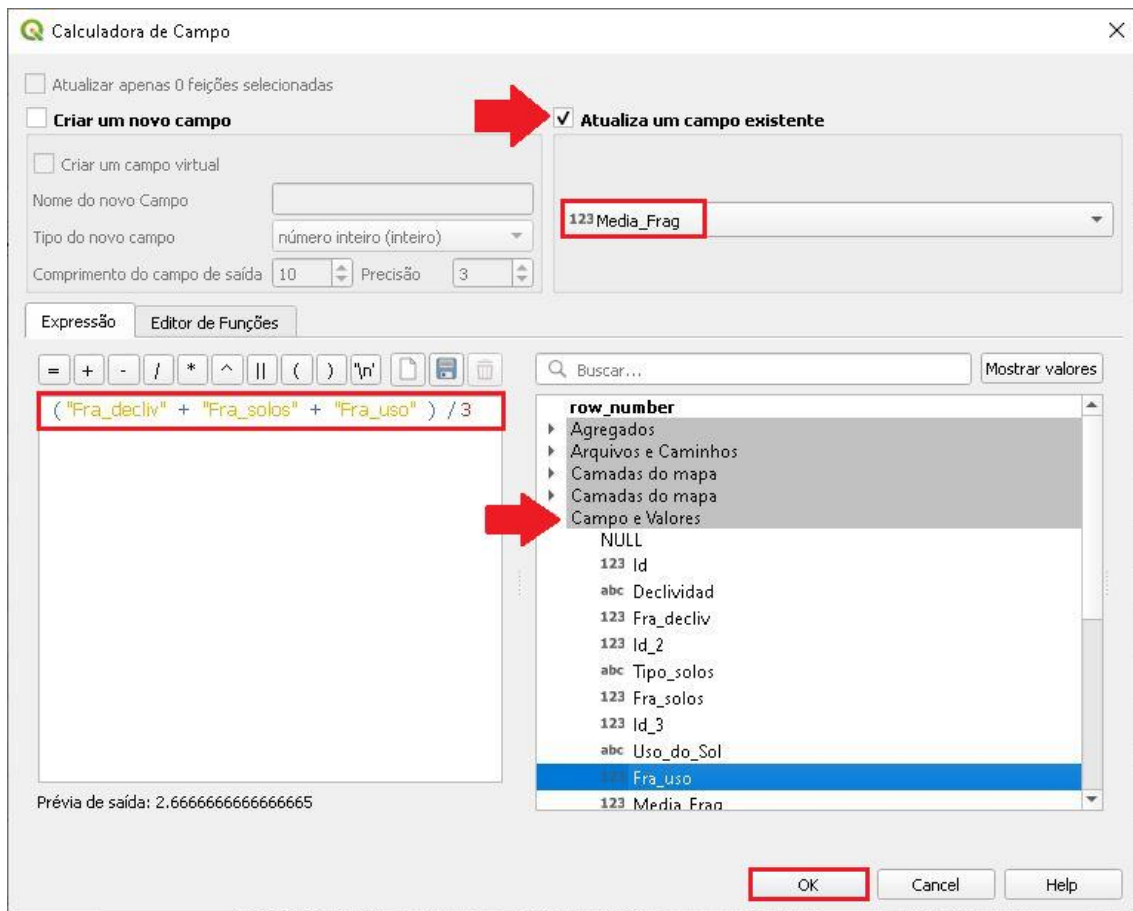 Calculadora de Campo
Atualizar apenas 0 feições selecionadas
Criar um novo campo
Atualiza um campo existente
Criar um campo virtual
Nome do novo Campo
123 Media_Frag
Tipo do novo campo número inteiro (inteiro)
Comprimento do campo de saída 10 Precisão 3
Expressão Editor de Funções
= + - / * ^ || ( ) '\n'
Buscar... Mostrar valores
("Fra_decliv" + "Fra_solos" + "Fra_uso" ) / 3
row_number
Agregados
Arquivos e Caminhos
Camadas do mapa
Camadas do mapa
Campo e Valores
NULL
123 Id
abc Declividad
123 Fra_decliv
123 Id_2
abc Tipo_solos
123 Fra_solos
123 Id_3
abc Uso_do_Sol
123 Fra_uso
123 Media_Frag
Prévia de saída: 2.6666666666666665
OK Cancel Help